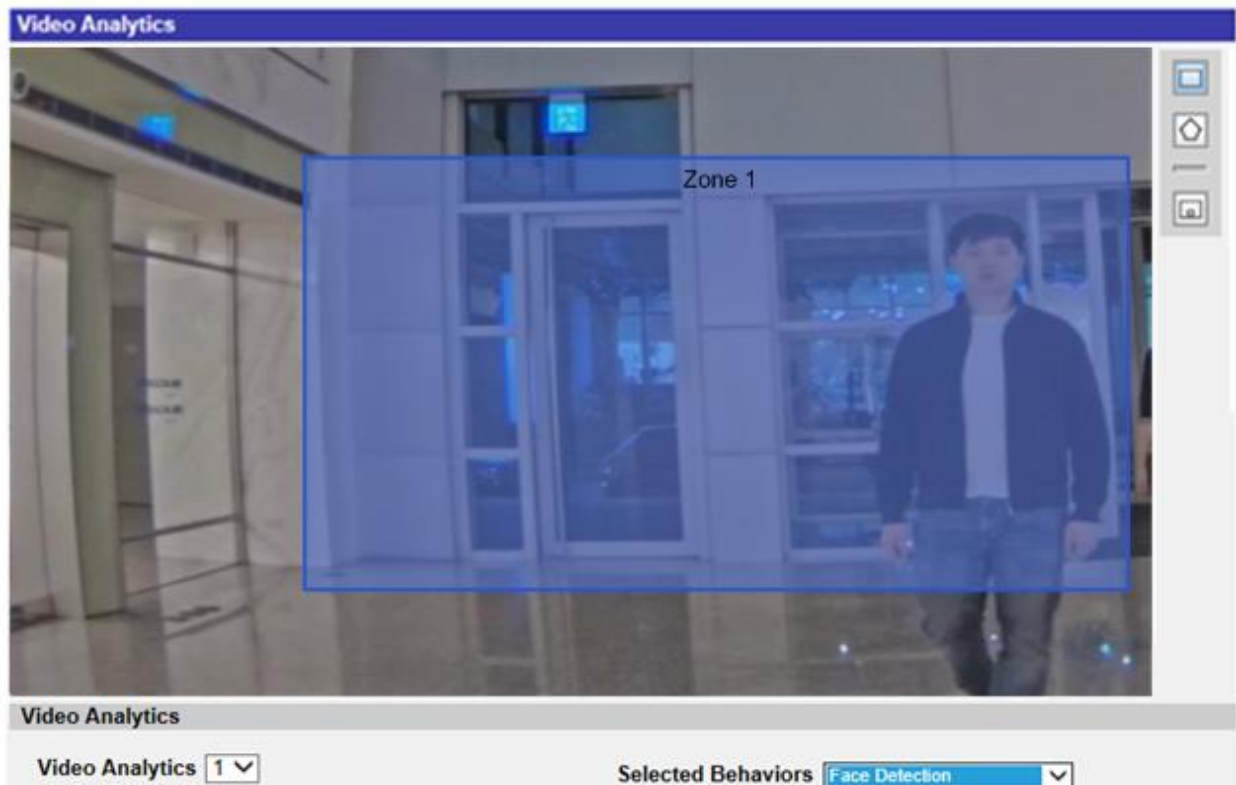 Video Analytics
Zone 1
Video Analytics
Video Analytics 1
Selected Behaviors Face Detection